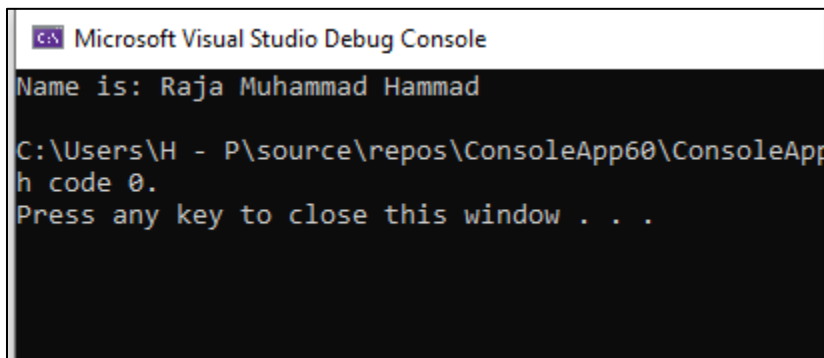 Microsoft Visual Studio Debug Console
Name is: Raja Muhammad Hammad
C:\Users\H - P\source\repos\ConsoleApp60\ConsoleApp
h code 0.
Press any key to close this window . . .